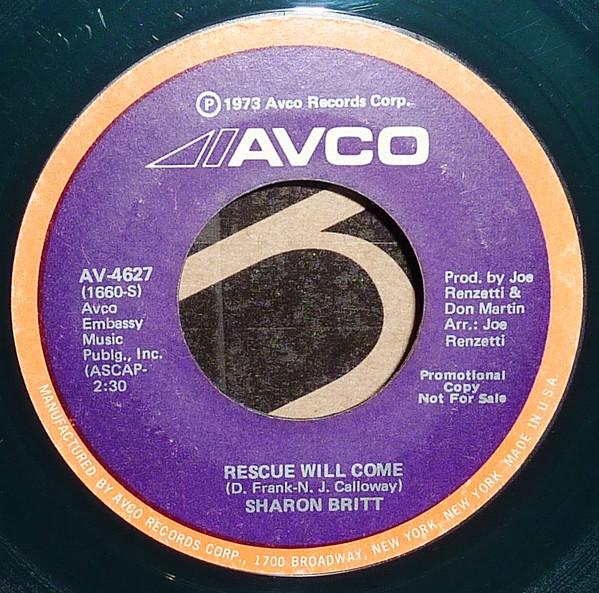 ℗ 1973 Avco Records Corp.
AVCO
AV-4627
(1660-S)
Avco
Embassy
Music
Publg., Inc.
(ASCAP-
2:30
Prod. by Joe
Renzetti &
Don Martin
Arr.: Joe
Renzetti
Promotional
Copy
Not For Sale
RESCUE WILL COME
(D. Frank-N. J. Calloway)
SHARON BRITT
MANUFACTURED BY AVCO RECORDS CORP., 1700 BROADWAY, NEW YORK, NEW YORK MADE IN U.S.A.